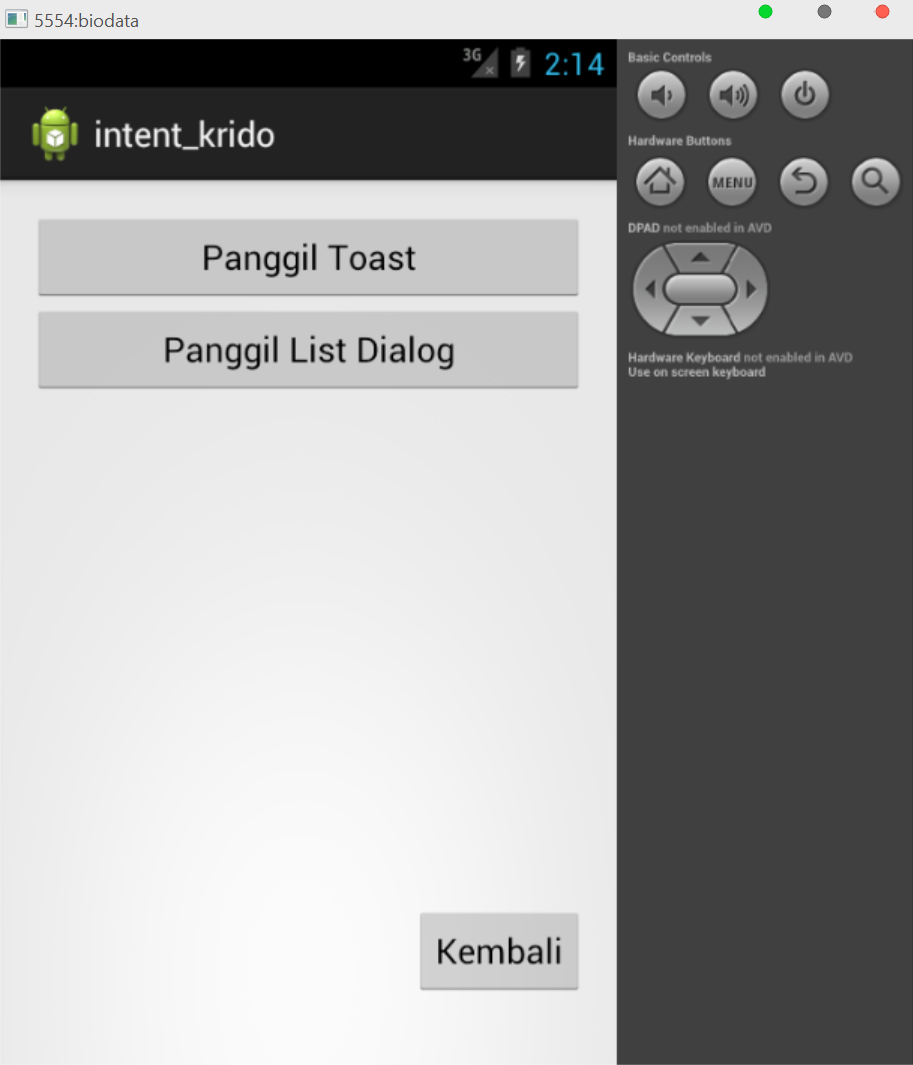 5554:biodata
3G 2:14
intent_krido
Panggil Toast
Panggil List Dialog
Kembali
Basic Controls
Hardware Buttons
MENU
DPAD not enabled in AVD
Hardware Keyboard not enabled in AVD
Use on screen keyboard